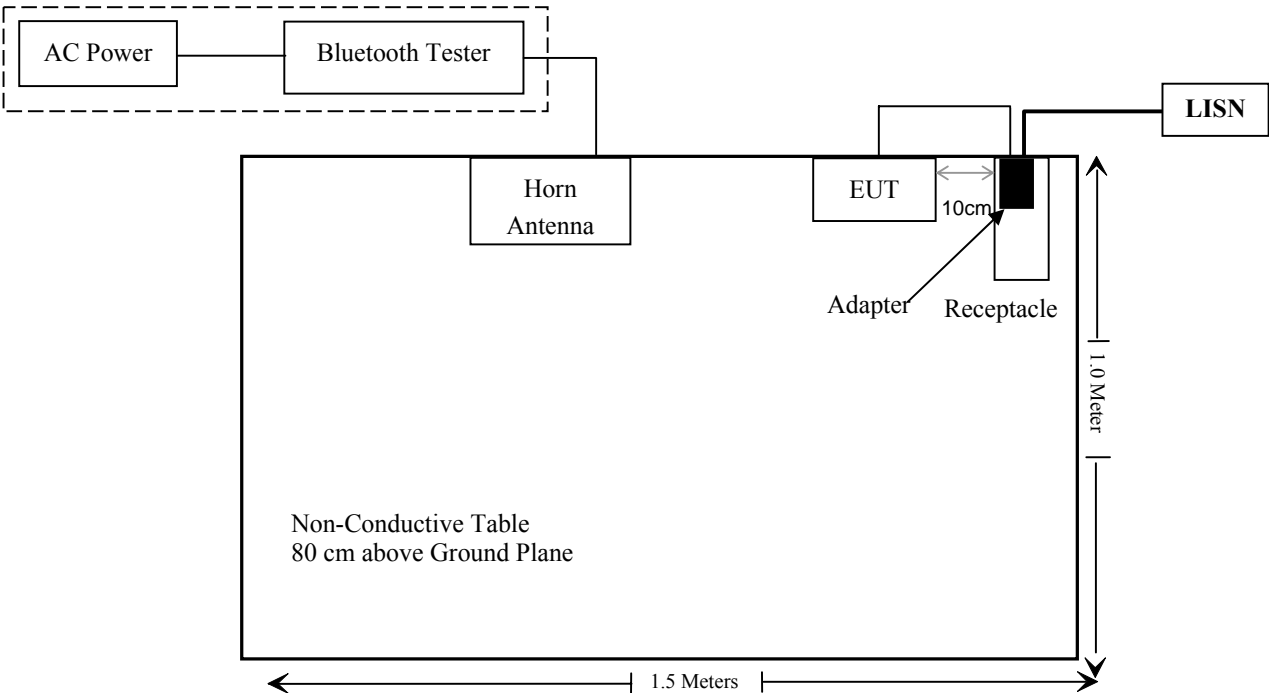 AC Power
Bluetooth Tester
LISN
Horn
Antenna
EUT
10cm
Adapter
Receptacle
1.0 Meter
Non-Conductive Table
80 cm above Ground Plane
1.5 Meters